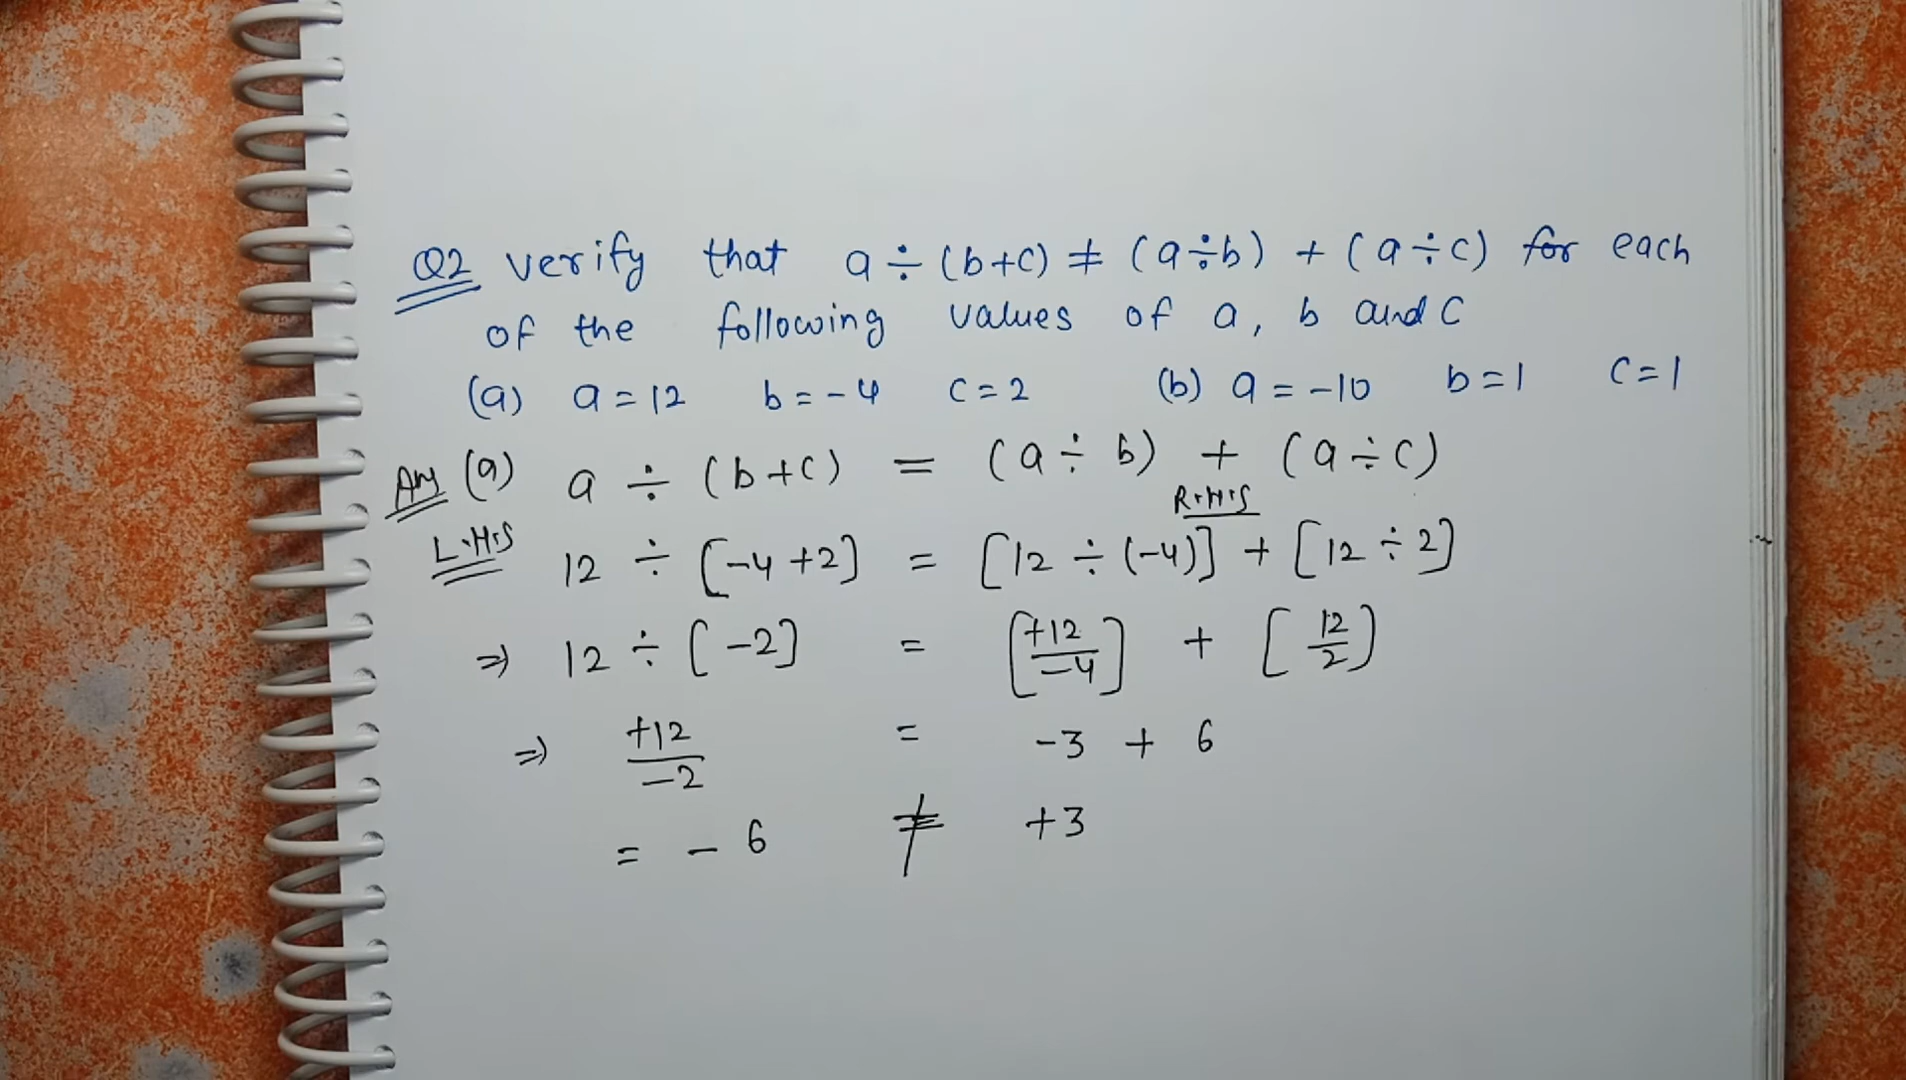 Q2 verify that a ÷ (b+c) ≠ (a÷b) + (a÷c) for each
of the following values of a, b and c
(a) a=12 b=-4 c=2 (b) a=-10 b=1 c=1
Ans (a) a ÷ (b+c) = (a÷b) + (a÷c)
L.H.S R.H.S
12 ÷ [-4+2] = [12÷(-4)] + [12÷2]
⇒ 12 ÷ [-2] = [+12/-4] + [12/2]
⇒ +12/-2 = -3 + 6
= -6 ≠ +3